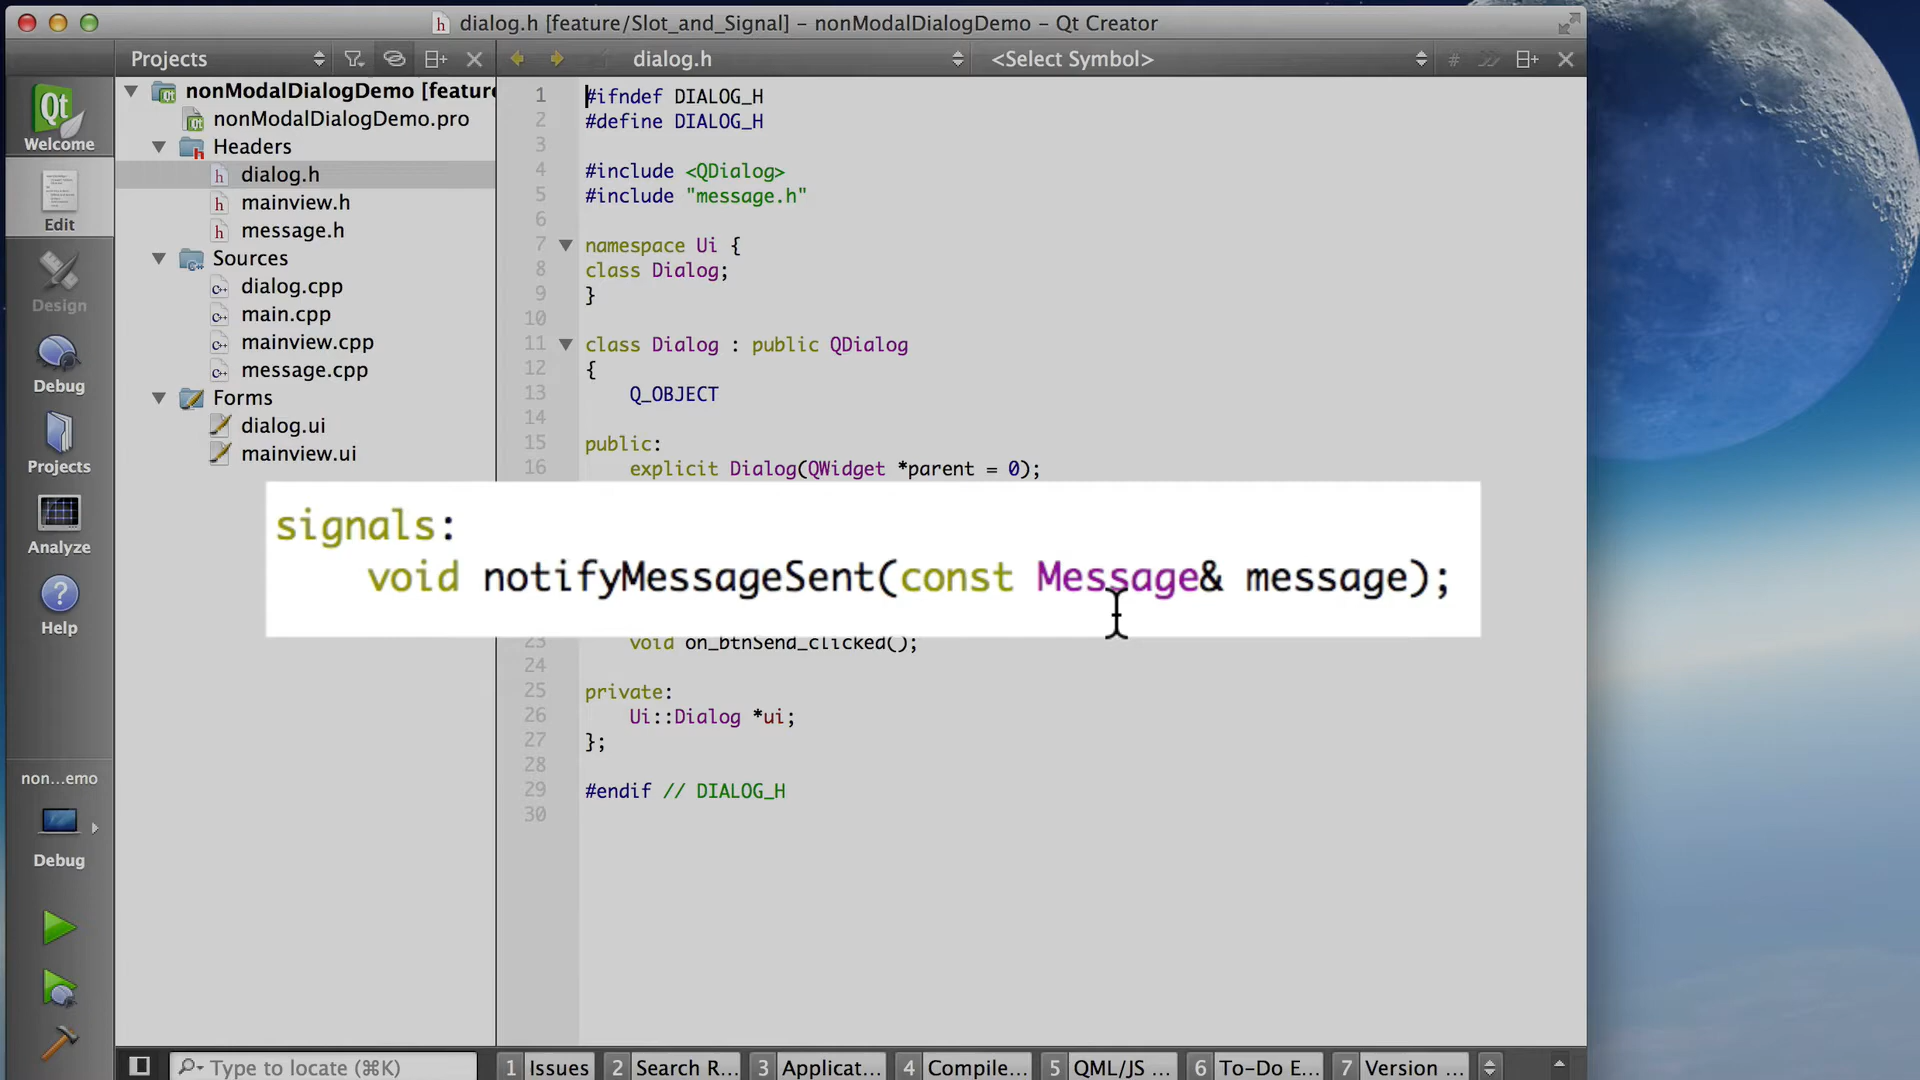 dialog.h [feature/Slot_and_Signal] - nonModalDialogDemo - Qt Creator
Projects
dialog.h
<Select Symbol>
#
Qt
Welcome
Edit
Design
Debug
Projects
Analyze
Help
non...emo
Debug
nonModalDialogDemo [featur
nonModalDialogDemo.pro
Headers
dialog.h
mainview.h
message.h
Sources
dialog.cpp
main.cpp
mainview.cpp
message.cpp
Forms
dialog.ui
mainview.ui
1 #ifndef DIALOG_H
2 #define DIALOG_H
3
4 #include <QDialog>
5 #include "message.h"
6
7 namespace Ui {
8 class Dialog;
9 }
10
11 class Dialog : public QDialog
12 {
13 Q_OBJECT
14
15 public:
16 explicit Dialog(QWidget *parent = 0);
signals:
void notifyMessageSent(const Message& message);
23 void on_btnSend_clicked();
24
25 private:
26 Ui::Dialog *ui;
27 };
28
29 #endif // DIALOG_H
30
Type to locate (⌘K)
1 Issues
2 Search R...
3 Applicat...
4 Compile...
5 QML/JS ...
6 To-Do E...
7 Version ...